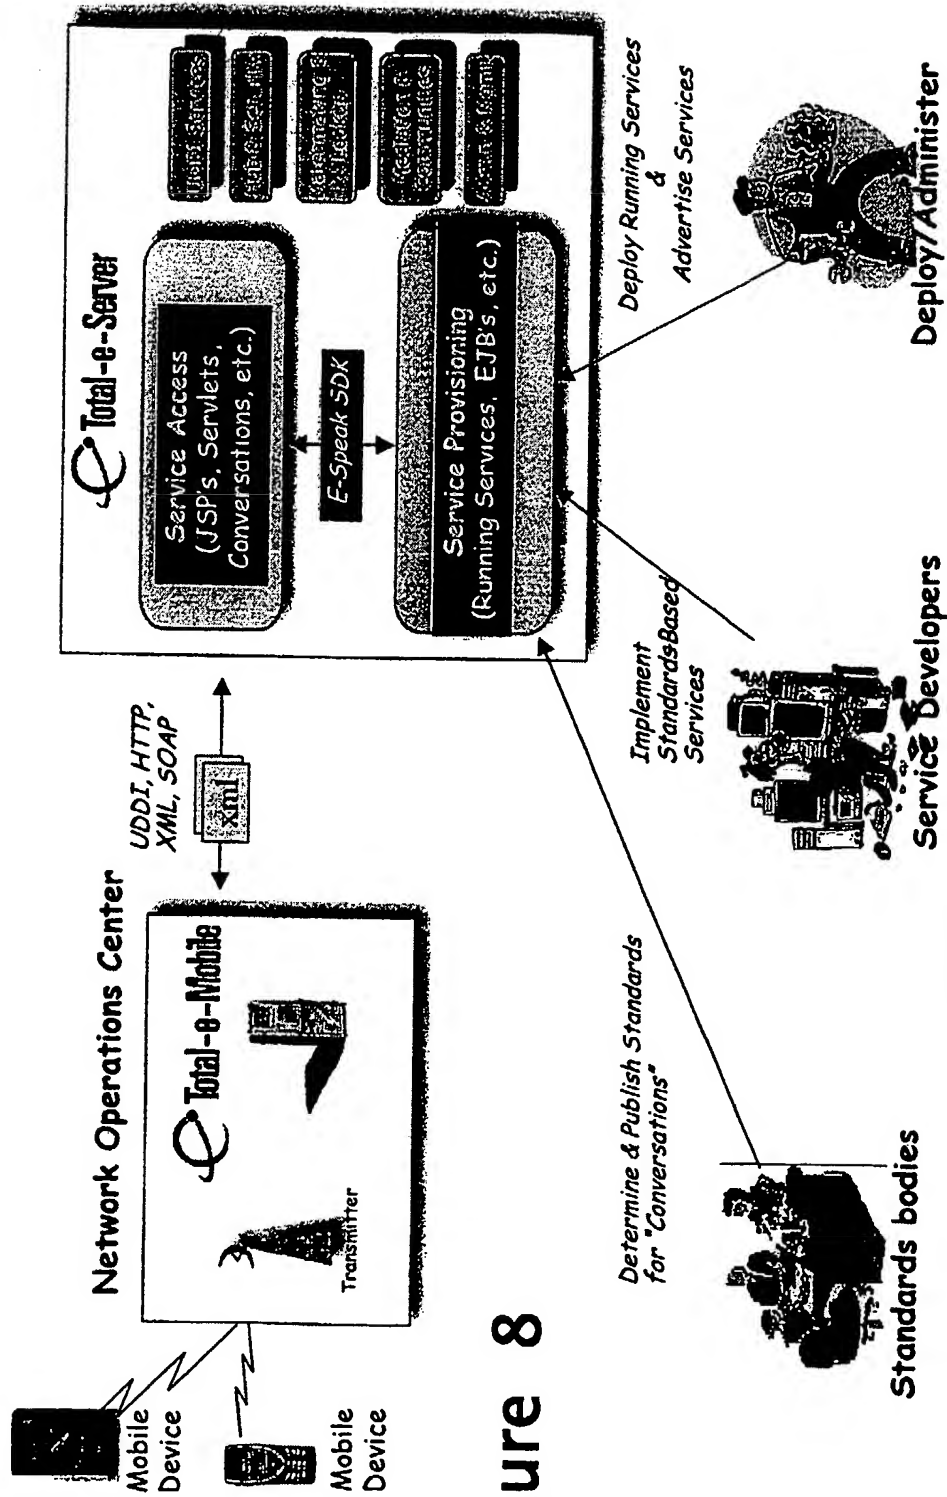 Mobile
Device
Mobile
Device
Network Operations Center
Total-e-Mobile
Transmitter
UDDI, HTTP,
XML, SOAP
xml
Total-e-Server
Service Access
(JSP's, Servlets,
Conversations, etc.)
E-Speak SDK
Service Provisioning
(Running Services, EJB's, etc.)
ure 8
Determine & Publish Standards
for "Conversations"
Implement
StandardsBased
Services
Deploy Running Services
&
Advertise Services
Standards bodies
Service Developers
Deploy/Administer